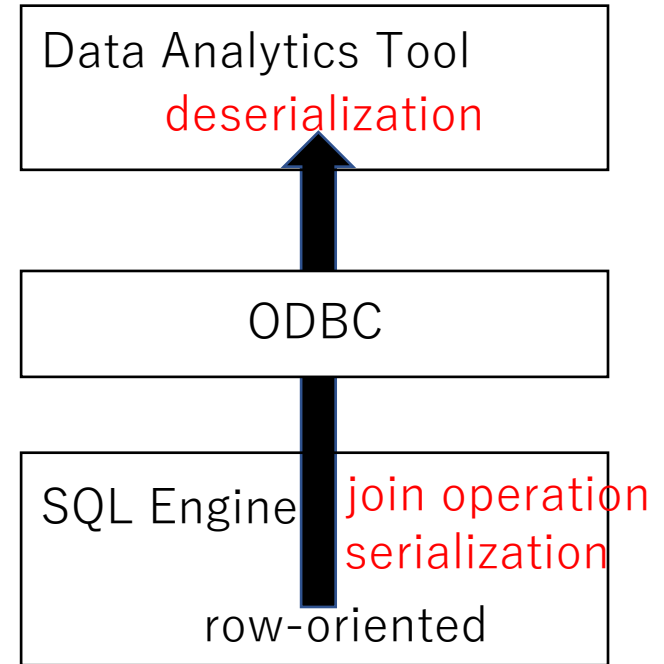 Data Analytics Tool
deserialization
ODBC
SQL Engine
join operation
serialization
row-oriented